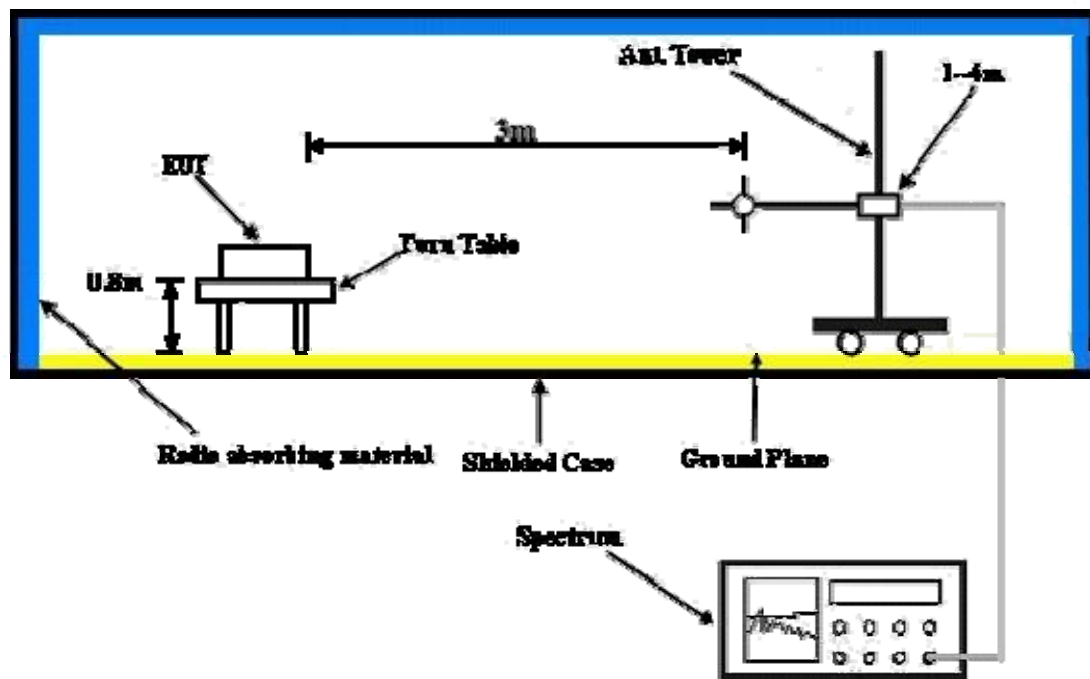 Ant. Tower
1-4m
3m
EUT
Turn Table
0.8m
Radio absorbing material
Shielded Case
Ground Plane
Spectrum